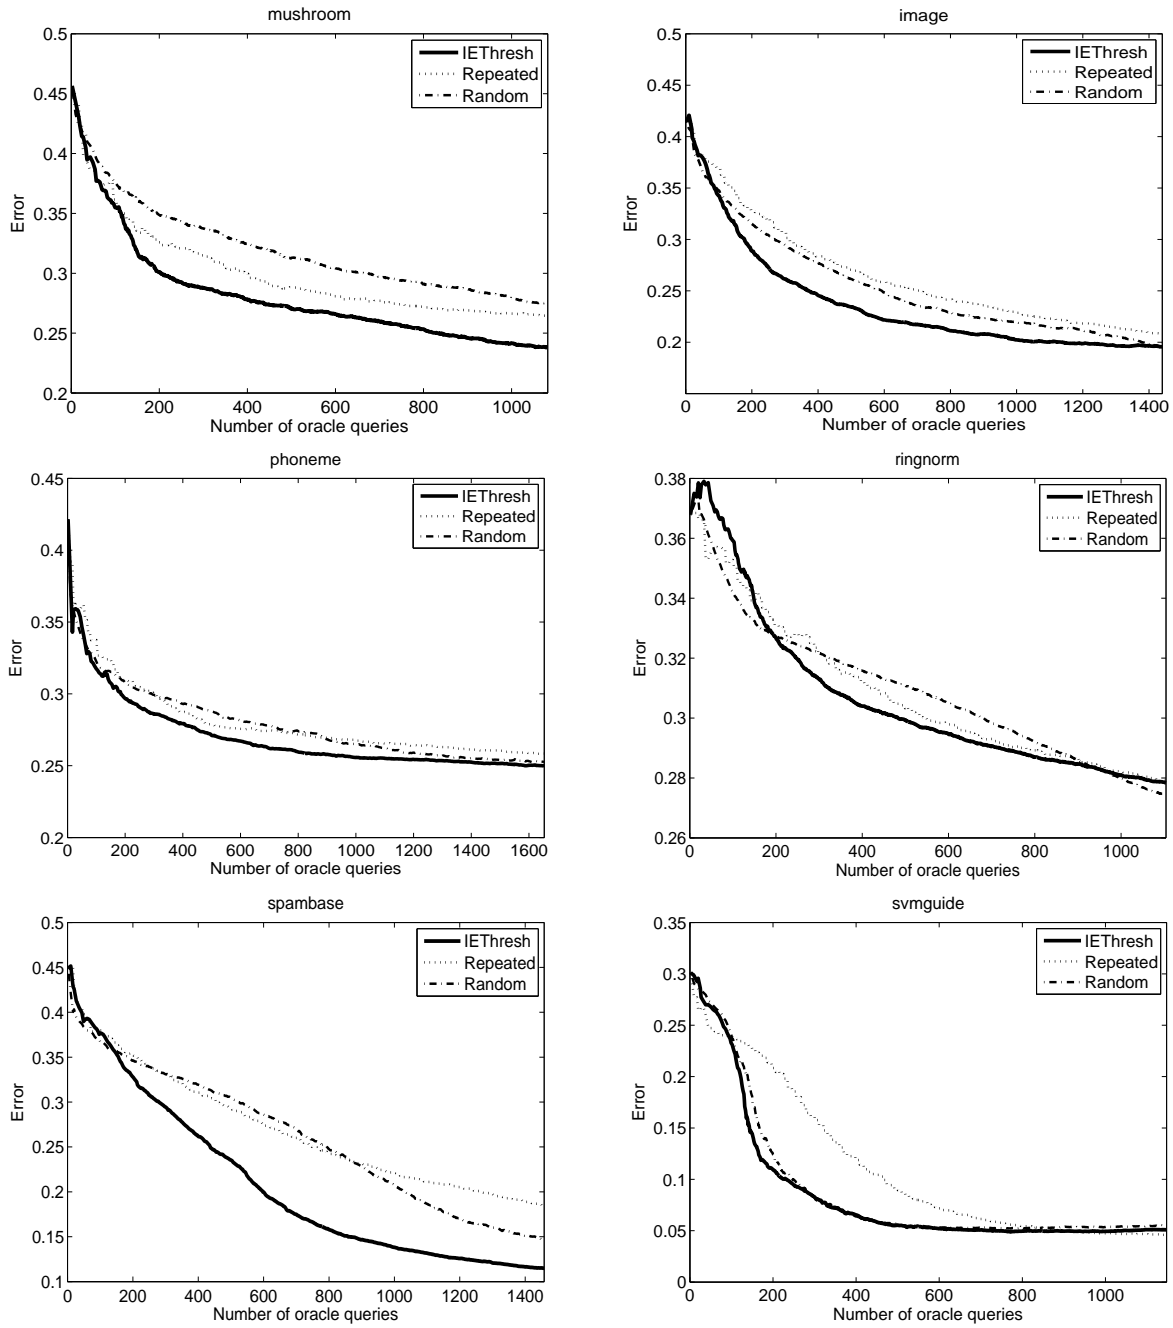 mushroom
0.5
0.45
0.4
0.35
0.3
0.25
0.2
Error
0 200 400 600 800 1000
Number of oracle queries
IEThresh
Repeated
Random
image
0.5
0.45
0.4
0.35
0.3
0.25
0.2
Error
0 200 400 600 800 1000 1200 1400
Number of oracle queries
IEThresh
Repeated
Random
phoneme
0.45
0.4
0.35
0.3
0.25
0.2
Error
0 200 400 600 800 1000 1200 1400 1600
Number of oracle queries
IEThresh
Repeated
Random
ringnorm
0.38
0.36
0.34
0.32
0.3
0.28
0.26
Error
0 200 400 600 800 1000
Number of oracle queries
IEThresh
Repeated
Random
spambase
0.5
0.45
0.4
0.35
0.3
0.25
0.2
0.15
0.1
Error
0 200 400 600 800 1000 1200 1400
Number of oracle queries
IEThresh
Repeated
Random
svmguide
0.35
0.3
0.25
0.2
0.15
0.1
0.05
0
Error
0 200 400 600 800 1000
Number of oracle queries
IEThresh
Repeated
Random